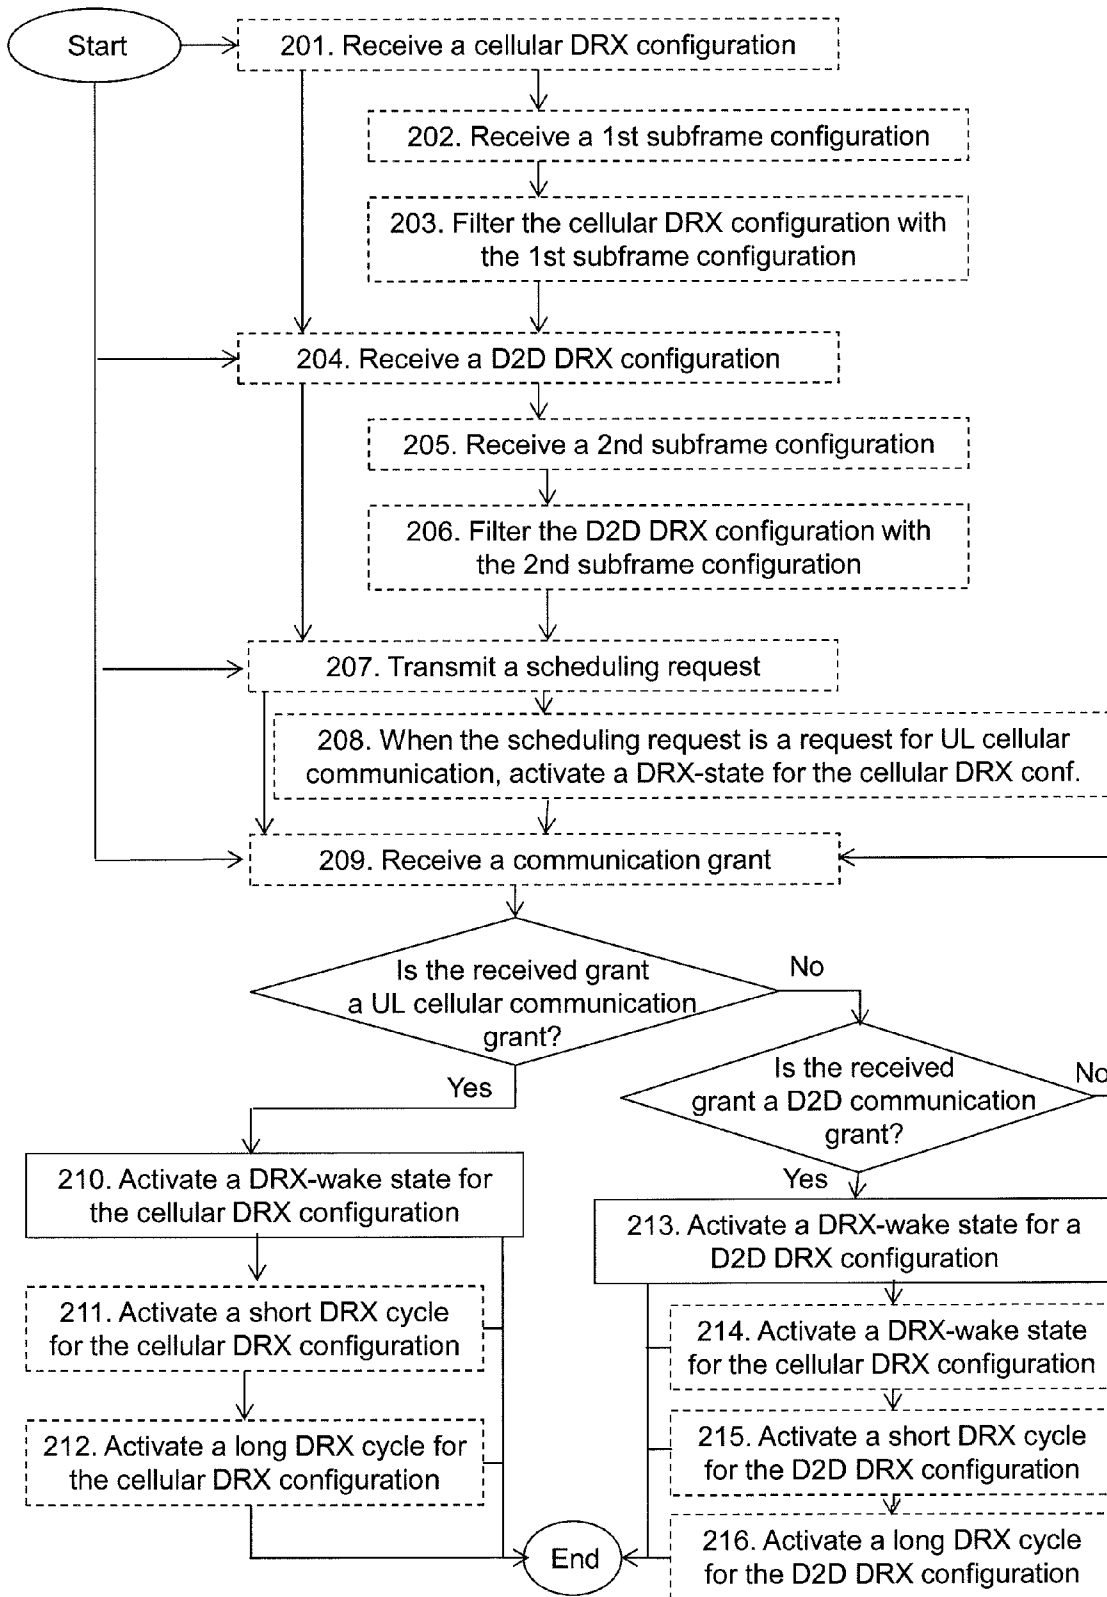 Start
201. Receive a cellular DRX configuration
202. Receive a 1st subframe configuration
203. Filter the cellular DRX configuration with
the 1st subframe configuration
204. Receive a D2D DRX configuration
205. Receive a 2nd subframe configuration
206. Filter the D2D DRX configuration with
the 2nd subframe configuration
207. Transmit a scheduling request
208. When the scheduling request is a request for UL cellular
communication, activate a DRX-state for the cellular DRX conf.
209. Receive a communication grant
Is the received grant
a UL cellular communication
grant?
No
Yes
Is the received
grant a D2D communication
grant?
No
Yes
210. Activate a DRX-wake state for
the cellular DRX configuration
211. Activate a short DRX cycle
for the cellular DRX configuration
212. Activate a long DRX cycle for
the cellular DRX configuration
213. Activate a DRX-wake state for a
D2D DRX configuration
214. Activate a DRX-wake state
for the cellular DRX configuration
215. Activate a short DRX cycle
for the D2D DRX configuration
216. Activate a long DRX cycle
for the D2D DRX configuration
End